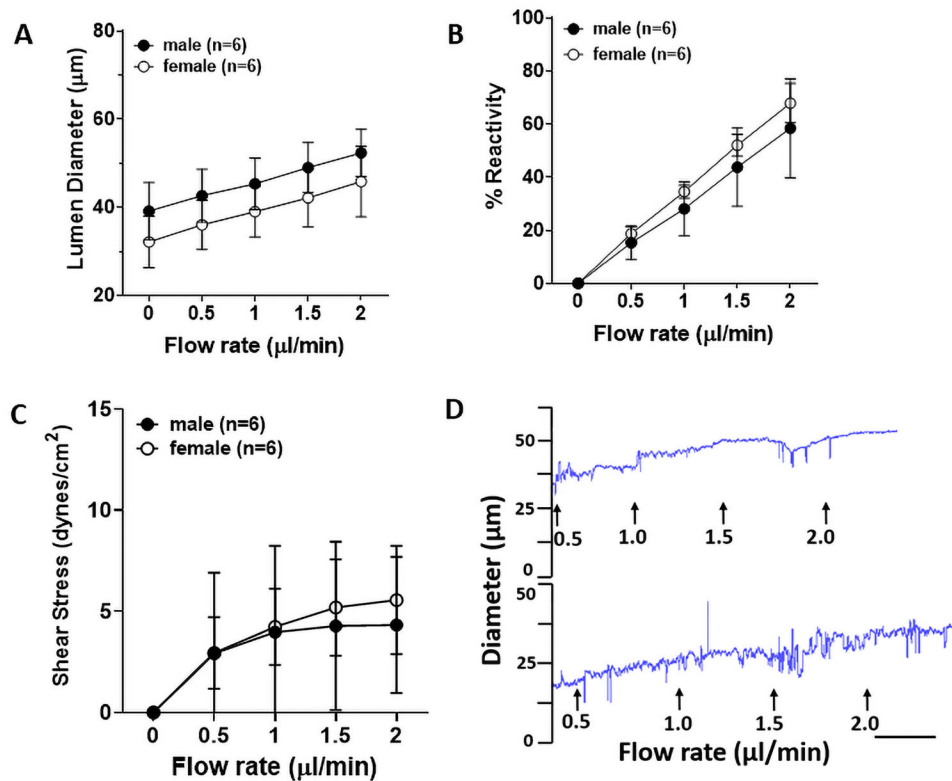 A
male (n=6)
female (n=6)
Lumen Diameter (μm)
80
60
40
20
0 0.5 1 1.5 2
Flow rate (μl/min)
B
male (n=6)
female (n=6)
% Reactivity
100
80
60
40
20
0
0 0.5 1 1.5 2
Flow rate (μl/min)
C
male (n=6)
female (n=6)
Shear Stress (dynes/cm²)
15
10
5
0
0 0.5 1 1.5 2
Flow rate (μl/min)
D
Diameter (μm)
50
25
0
0.5 1.0 1.5 2.0
50
25
0
0.5 1.0 1.5 2.0
Flow rate (μl/min)